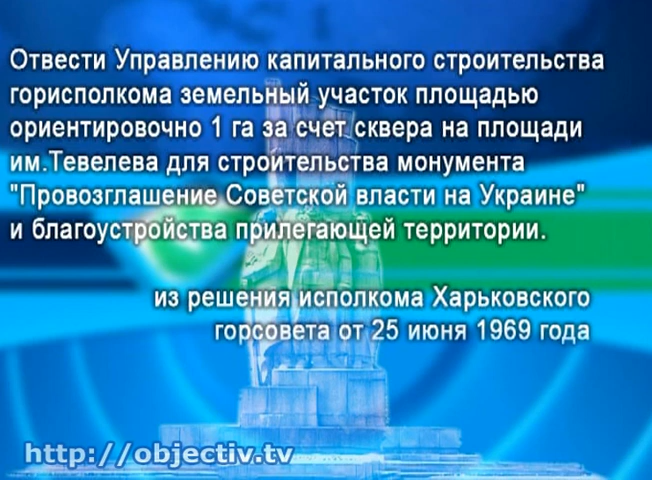 Отвести Управлению капитального строительства
горисполкома земельный участок площадью
ориентировочно 1 га за счет сквера на площади
им.Тевелева для строительства монумента
"Провозглашение Советской власти на Украине"
и благоустройства прилегающей территории.
из решения исполкома Харьковского
горсовета от 25 июня 1969 года
http://objectiv.tv